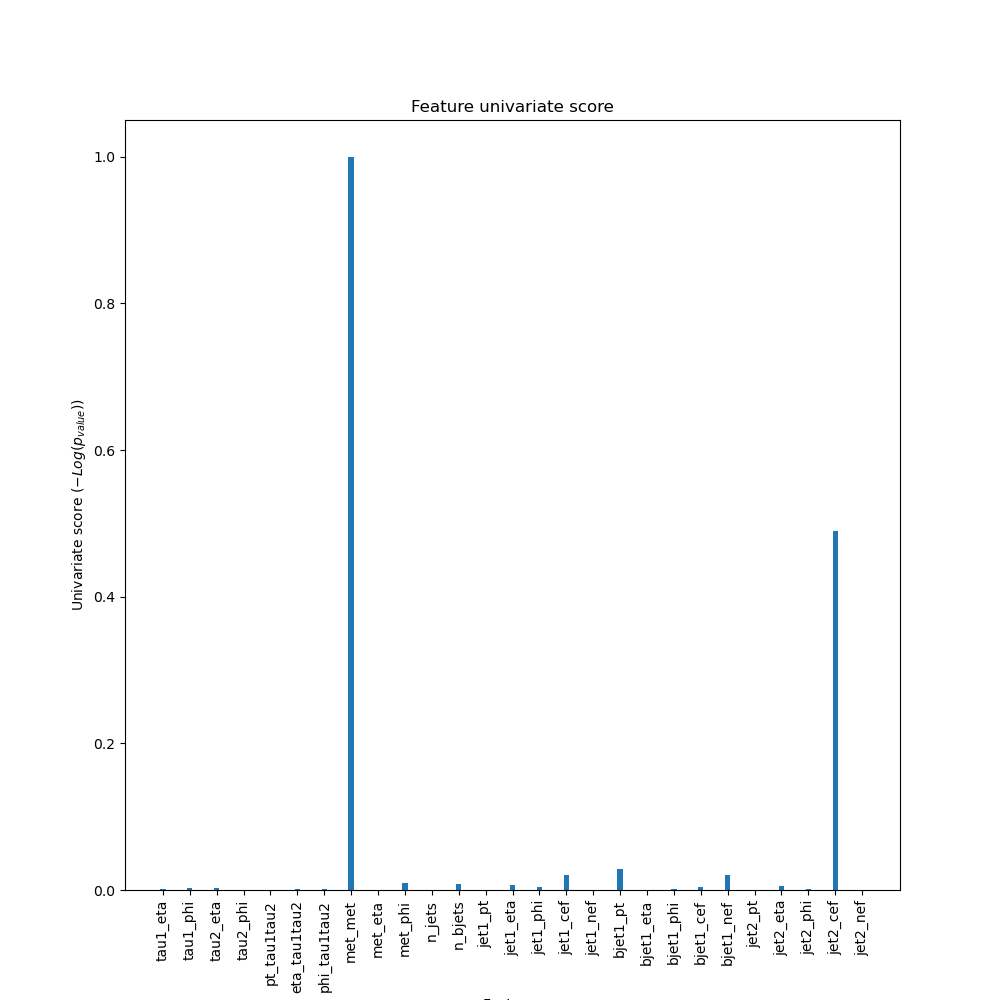 Feature univariate score
Univariate score (−Log(p_value))
1.0
0.8
0.6
0.4
0.2
0.0
tau1_eta
tau1_phi
tau2_eta
tau2_phi
pt_tau1tau2
eta_tau1tau2
phi_tau1tau2
met_met
met_eta
met_phi
n_jets
n_bjets
jet1_pt
jet1_eta
jet1_phi
jet1_cef
jet1_nef
bjet1_pt
bjet1_eta
bjet1_phi
bjet1_cef
bjet1_nef
jet2_pt
jet2_eta
jet2_phi
jet2_cef
jet2_nef